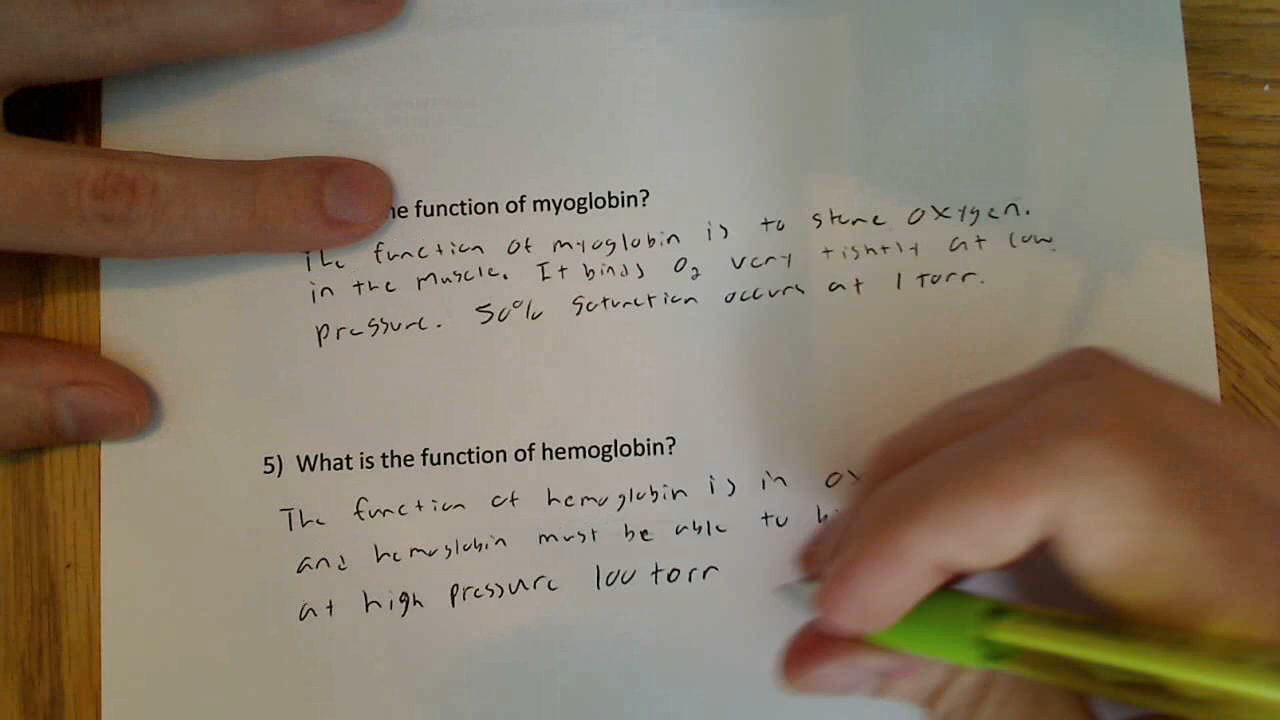 he function of myoglobin?
The function of myoglobin is to store oxygen.
in the muscle. It binds O₂ very tightly at low
pressure. 50% saturation occurs at 1 torr.
5) What is the function of hemoglobin?
The function of hemoglobin is in
and hemoglobin must be able to
at high pressure 100 torr